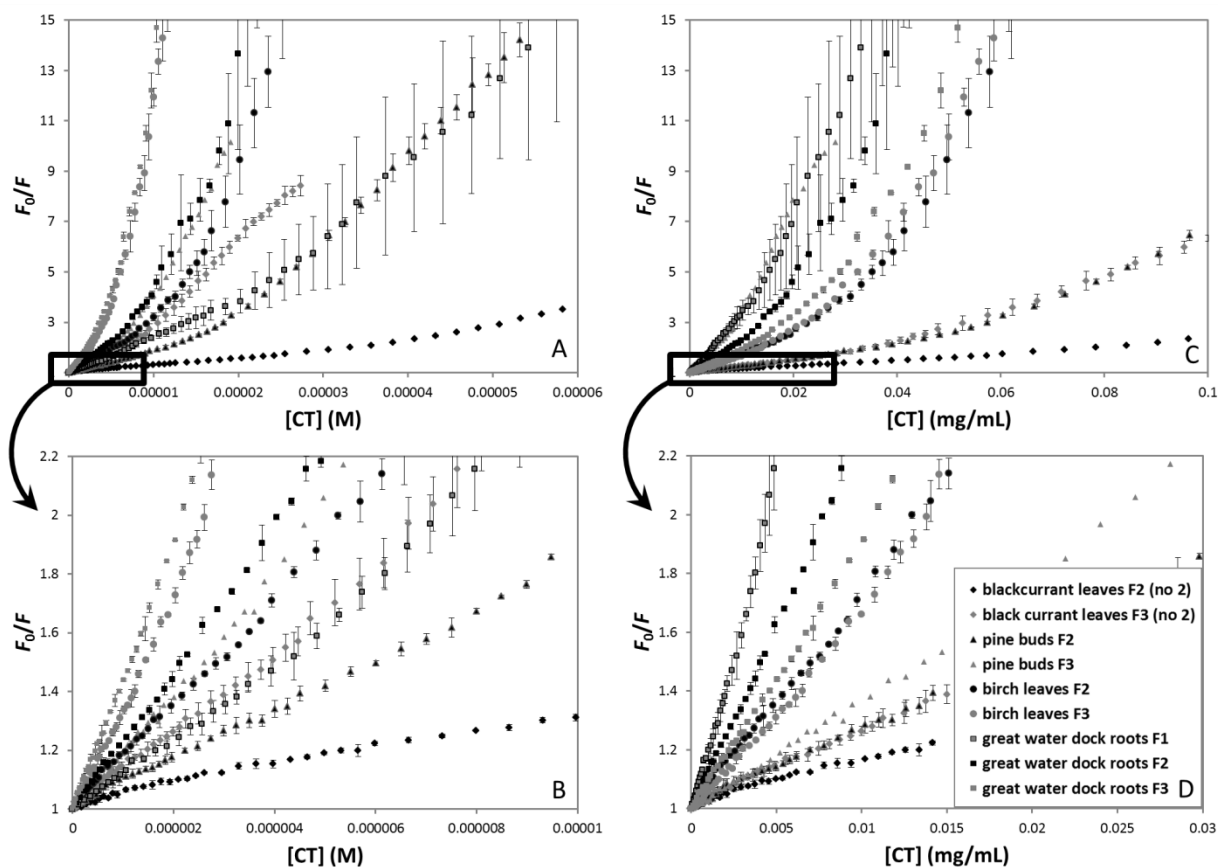 15
13
11
9
7
5
3
F0/F
A
0
0.00001
0.00002
0.00003
0.00004
0.00005
0.00006
[CT] (M)
15
13
11
9
7
5
3
F0/F
C
0
0.02
0.04
0.06
0.08
0.1
[CT] (mg/mL)
2.2
2
1.8
1.6
1.4
1.2
1
F0/F
B
0
0.000002
0.000004
0.000006
0.000008
0.00001
[CT] (M)
2.2
2
1.8
1.6
1.4
1.2
1
F0/F
blackcurrant leaves F2 (no 2)
black currant leaves F3 (no 2)
pine buds F2
pine buds F3
birch leaves F2
birch leaves F3
great water dock roots F1
great water dock roots F2
great water dock roots F3
D
0
0.005
0.01
0.015
0.02
0.025
0.03
[CT] (mg/mL)